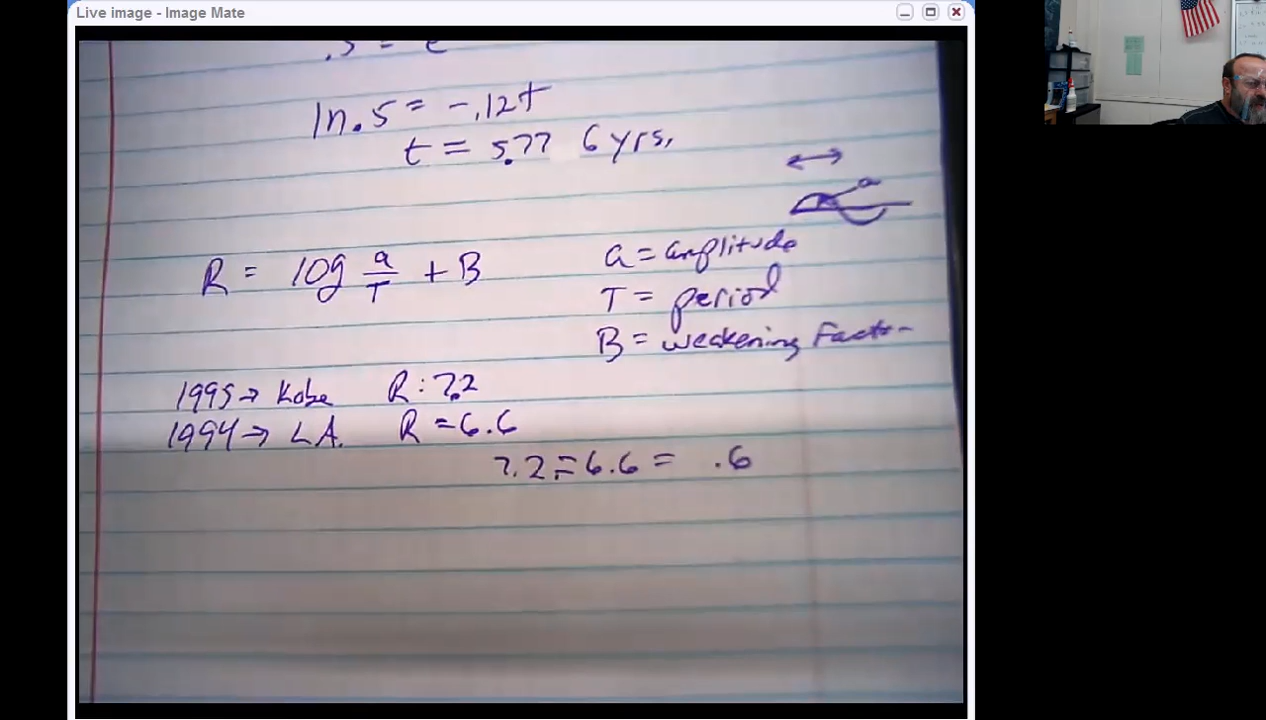 Live image - Image Mate
.5 = e
ln .5 = -.12t
t = 5.77 6 yrs.
a
R = log a/T + B
a = amplitude
T = period
B = weakening Factor
1995 → Kobe R: 7.2
1994 → LA. R = 6.6
7.2 - 6.6 = .6